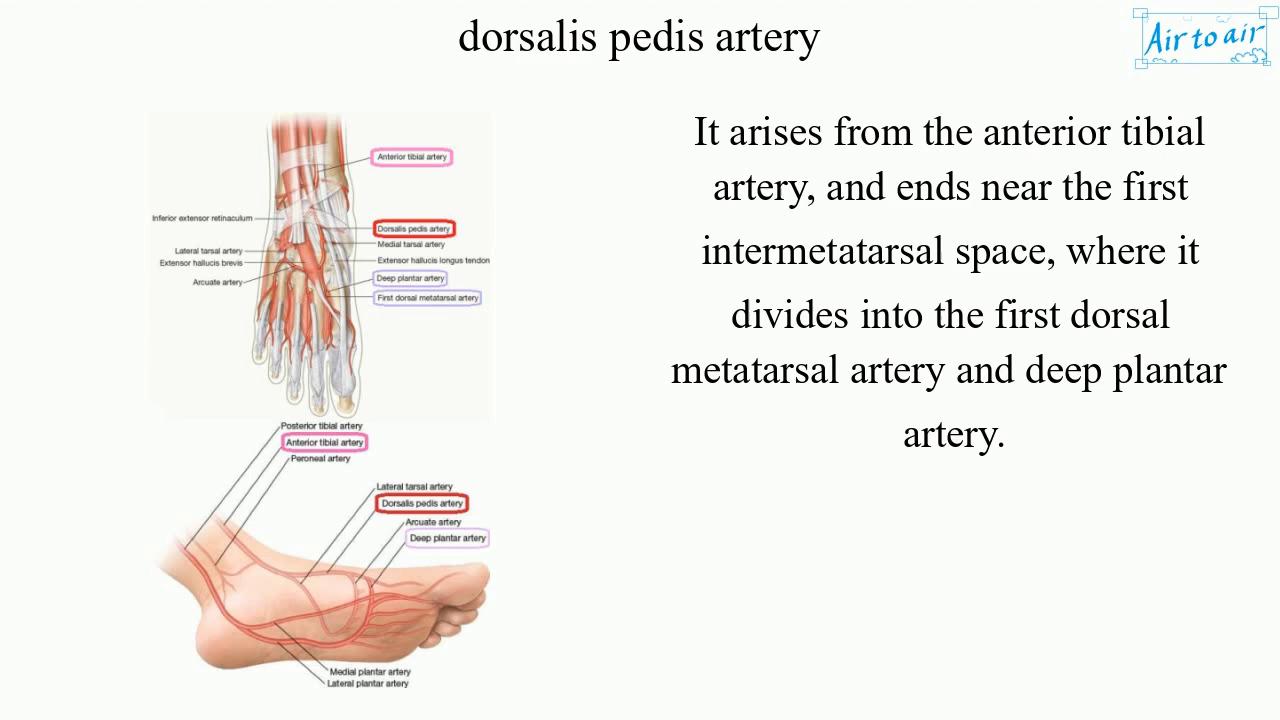 dorsalis pedis artery
Air to air
It arises from the anterior tibial
artery, and ends near the first
intermetatarsal space, where it
divides into the first dorsal
metatarsal artery and deep plantar
artery.
Anterior tibial artery
Inferior extensor retinaculum
Dorsalis pedis artery
Medial tarsal artery
Lateral tarsal artery
Extensor hallucis longus tendon
Extensor hallucis brevis
Deep plantar artery
Arcuate artery
First dorsal metatarsal artery
Posterior tibial artery
Anterior tibial artery
Peroneal artery
Lateral tarsal artery
Dorsalis pedis artery
Arcuate artery
Deep plantar artery
Medial plantar artery
Lateral plantar artery